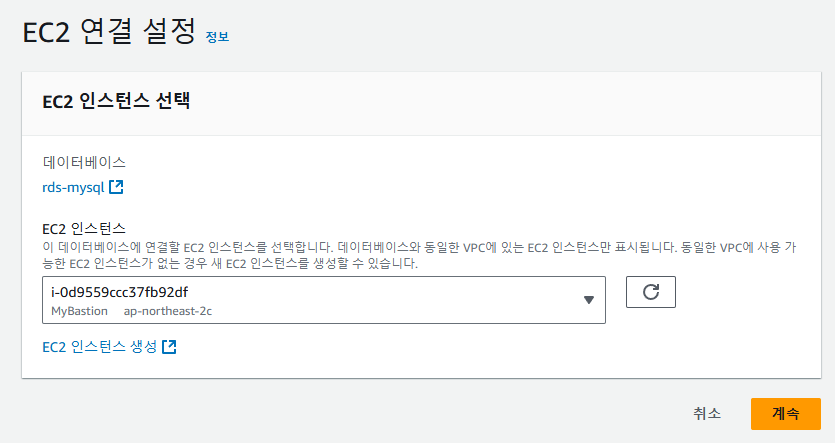 EC2 연결 설정 정보
EC2 인스턴스 선택
데이터베이스
rds-mysql
EC2 인스턴스
이 데이터베이스에 연결할 EC2 인스턴스를 선택합니다. 데이터베이스와 동일한 VPC에 있는 EC2 인스턴스만 표시됩니다. 동일한 VPC에 사용 가
능한 EC2 인스턴스가 없는 경우 새 EC2 인스턴스를 생성할 수 있습니다.
i-0d9559ccc37fb92df
MyBastion ap-northeast-2c
EC2 인스턴스 생성
취소 계속